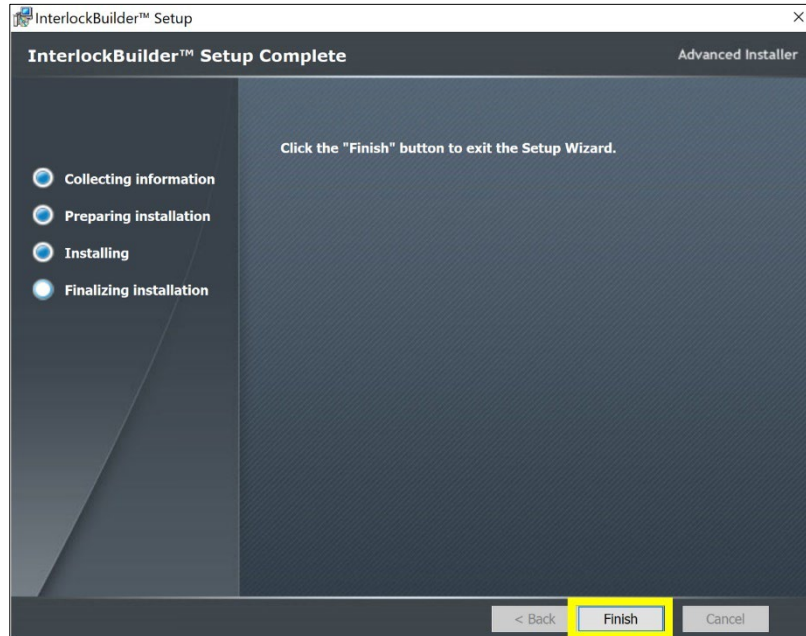 InterlockBuilder™ Setup
InterlockBuilder™ Setup Complete
Advanced Installer
Click the "Finish" button to exit the Setup Wizard.
Collecting information
Preparing installation
Installing
Finalizing installation
< Back
Finish
Cancel